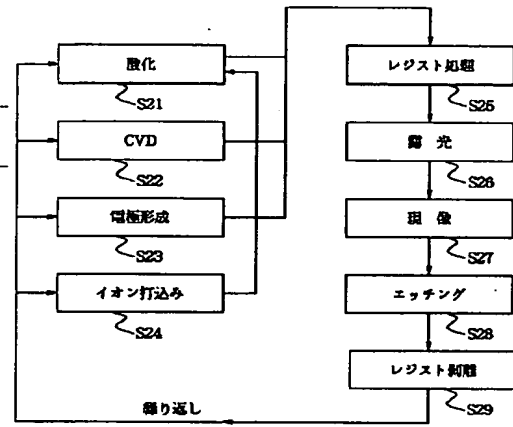 酸化
S21
CVD
S22
電極形成
S23
イオン打込み
S24
レジスト処理
S25
露光
S26
現像
S27
エッチング
S28
レジスト剥離
S29
繰り返し